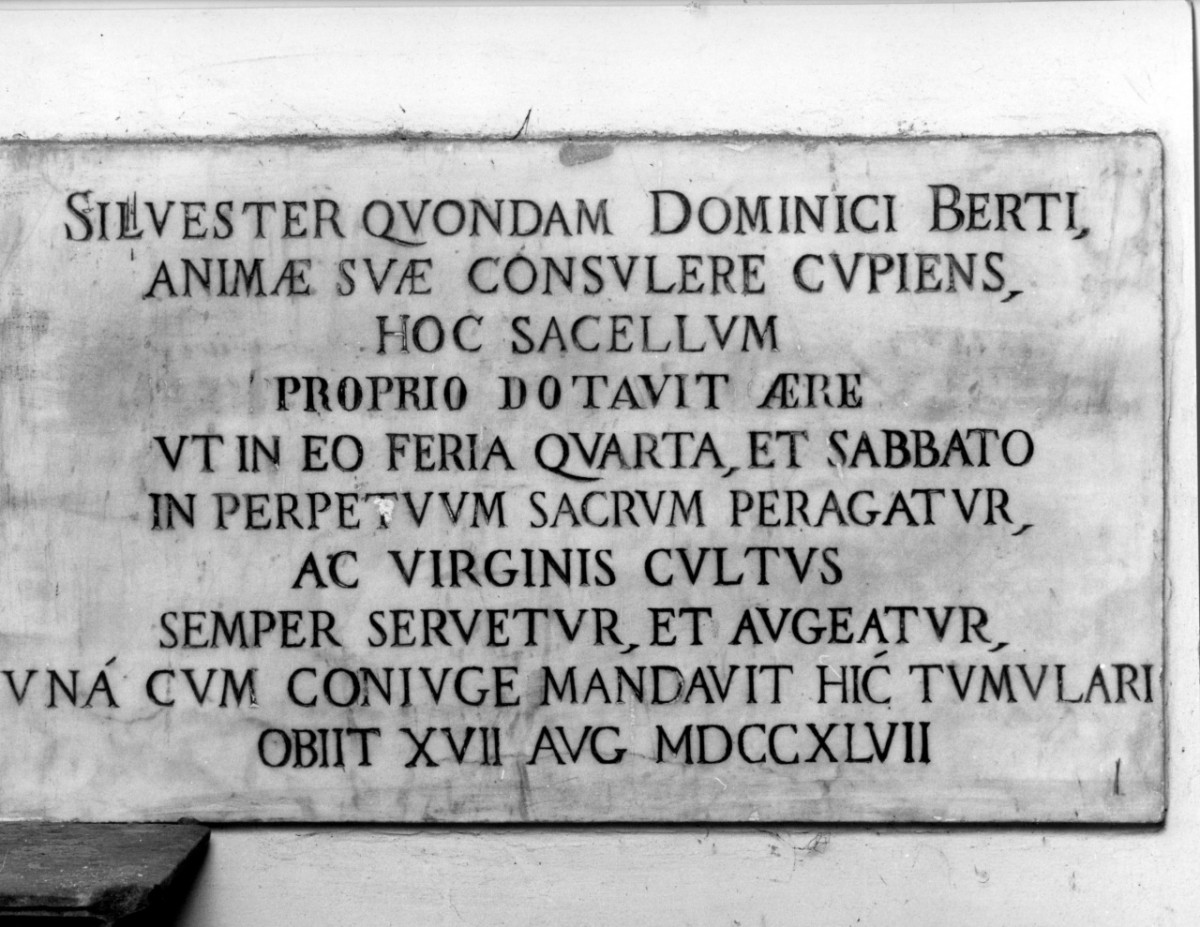 SILVESTER QVONDAM DOMINICI BERTI,
ANIMÆ SVÆ CONSVLERE CVPIENS,
HOC SACELLVM
PROPRIO DOTAVIT ÆRE
VT IN EO FERIA QVARTA, ET SABBATO
IN PERPETVVM SACRVM PERAGATVR,
AC VIRGINIS CVLTVS
SEMPER SERVETVR, ET AVGEATVR,
VNÁ CVM CONIVGE MANDAVIT HIĆ TVMVLARI
OBIIT XVII AVG MDCCXLVII